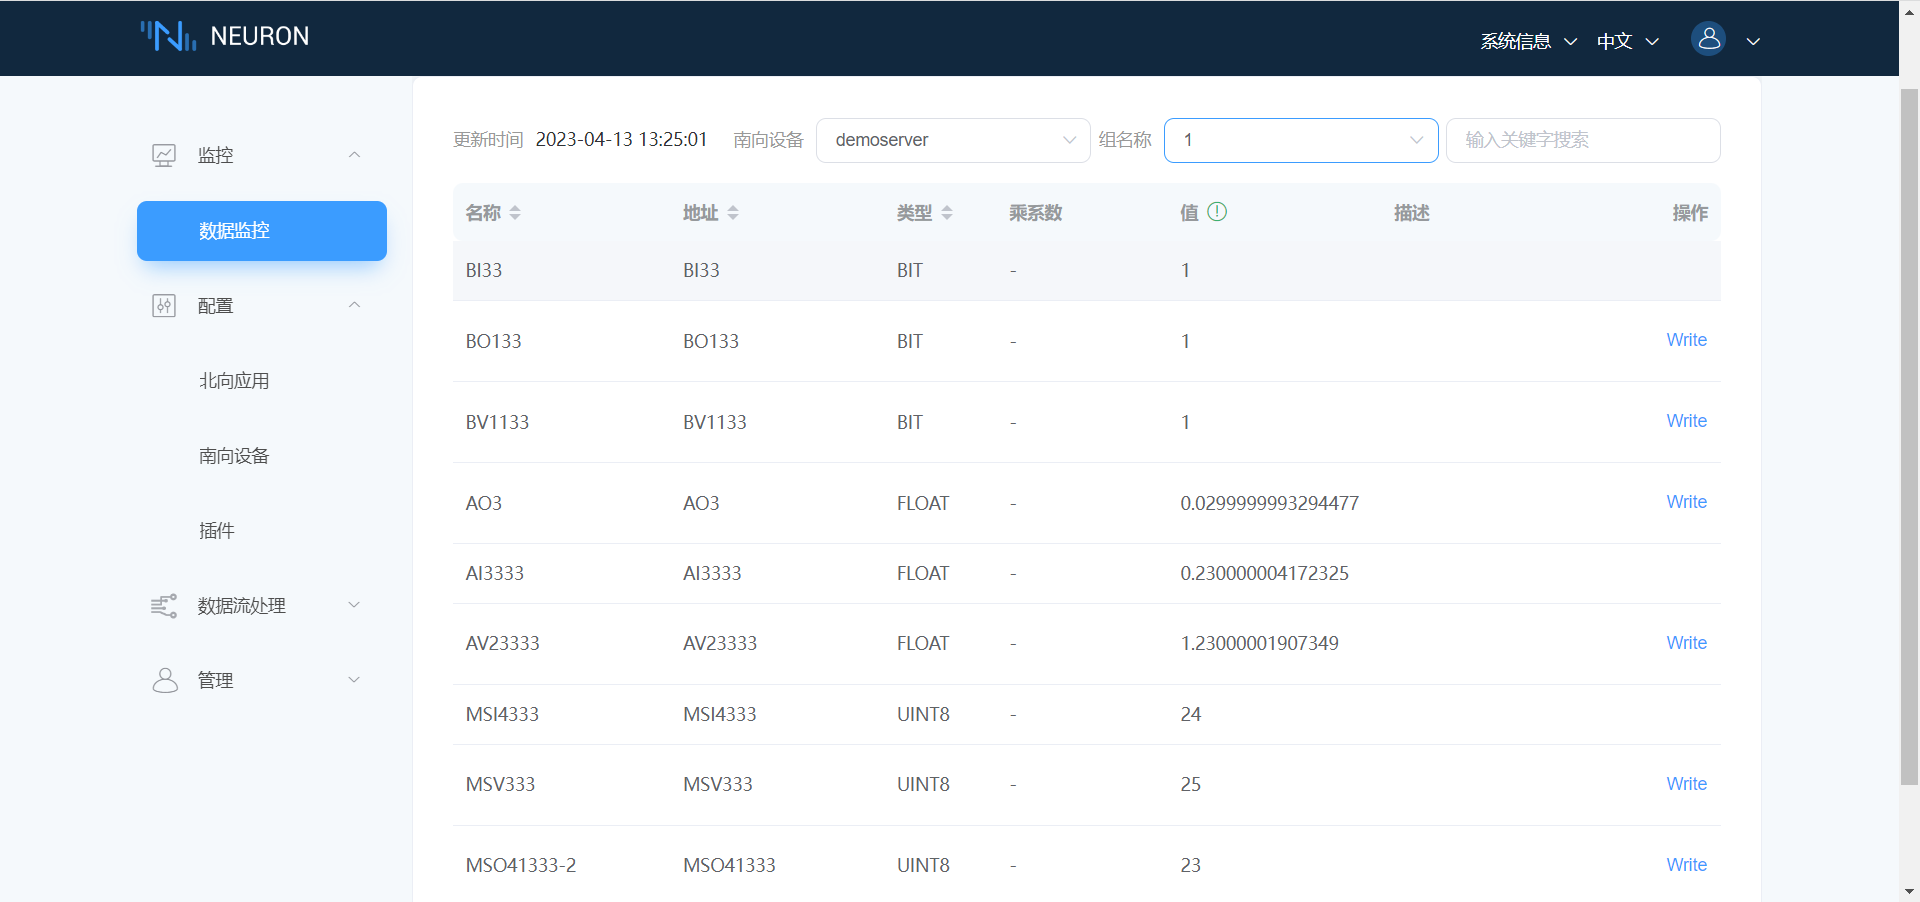 NEURON
系统信息 中文
监控
数据监控
配置
北向应用
南向设备
插件
数据流处理
管理
更新时间 2023-04-13 13:25:01 南向设备 demoserver 组名称 1 输入关键字搜索
名称 地址 类型 乘系数 值 描述 操作
BI33 BI33 BIT - 1
BO133 BO133 BIT - 1 Write
BV1133 BV1133 BIT - 1 Write
AO3 AO3 FLOAT - 0.0299999993294477 Write
AI3333 AI3333 FLOAT - 0.230000004172325
AV23333 AV23333 FLOAT - 1.23000001907349 Write
MSI4333 MSI4333 UINT8 - 24
MSV333 MSV333 UINT8 - 25 Write
MSO41333-2 MSO41333 UINT8 - 23 Write